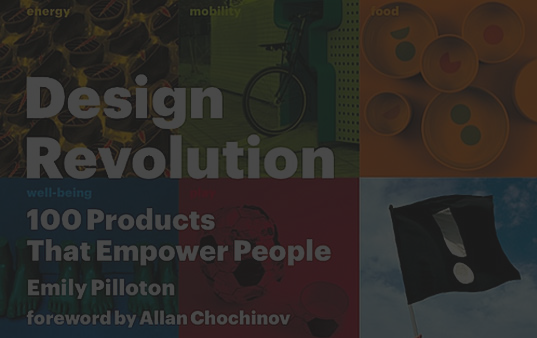 energy
mobility
food
Design
Revolution
well-being
100 Products
That Empower People
Emily Pilloton
foreword by Allan Chochinov